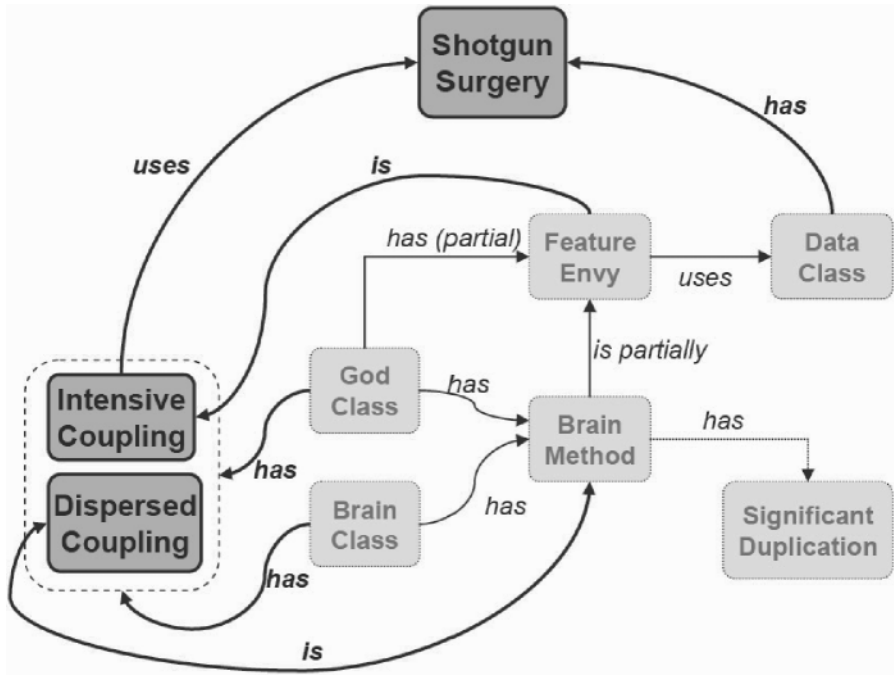 Shotgun
Surgery
has
uses
is
has (partial)
Feature
Envy
uses
Data
Class
is partially
Intensive
Coupling
God
Class
has
Brain
Method
has
has
Dispersed
Coupling
Brain
Class
has
Significant
Duplication
has
is